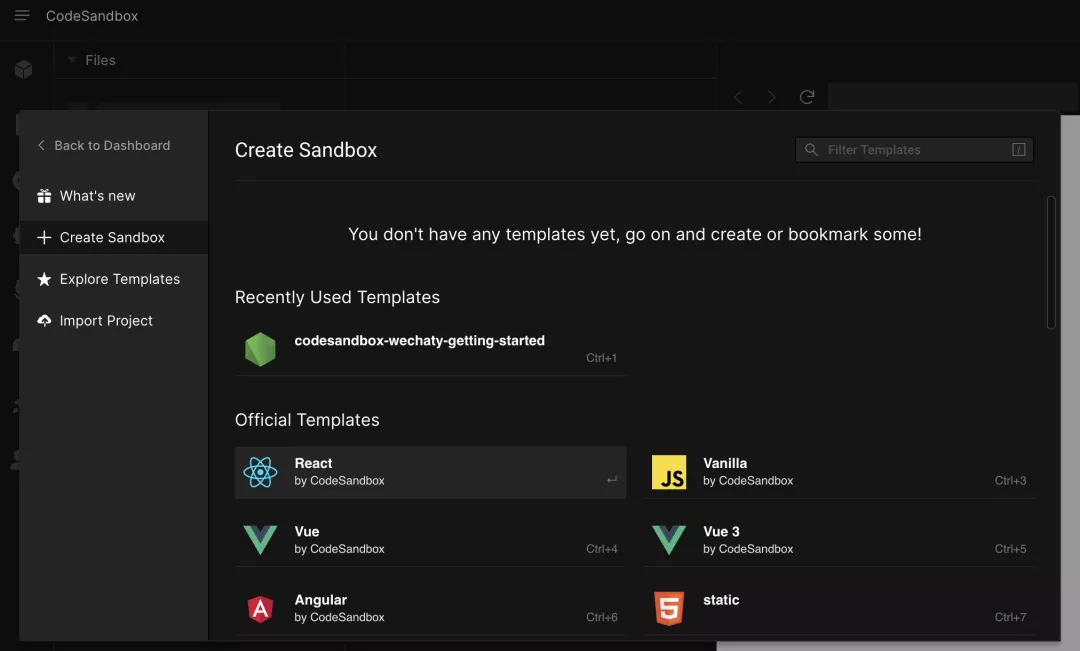 CodeSandbox
Files
Back to Dashboard
What's new
Create Sandbox
Explore Templates
Import Project
Create Sandbox
Filter Templates
/
You don't have any templates yet, go on and create or bookmark some!
Recently Used Templates
codesandbox-wechaty-getting-started
Ctrl+1
Official Templates
React
by CodeSandbox
JS
Vanilla
by CodeSandbox
Ctrl+3
Vue
by CodeSandbox
Ctrl+4
Vue 3
by CodeSandbox
Ctrl+5
A
Angular
by CodeSandbox
Ctrl+6
5
static
Ctrl+7